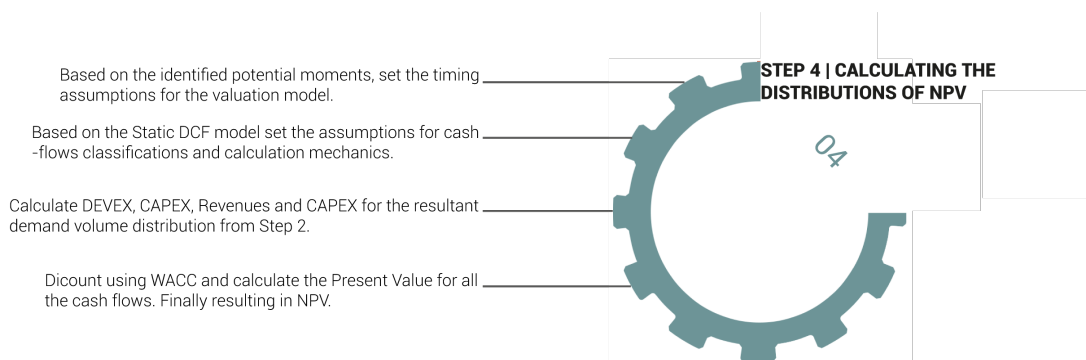 STEP 4 | CALCULATING THE
DISTRIBUTIONS OF NPV
04
Based on the identified potential moments, set the timing
assumptions for the valuation model.
Based on the Static DCF model set the assumptions for cash
-flows classifications and calculation mechanics.
Calculate DEVEX, CAPEX, Revenues and CAPEX for the resultant
demand volume distribution from Step 2.
Dicount using WACC and calculate the Present Value for all
the cash flows. Finally resulting in NPV.